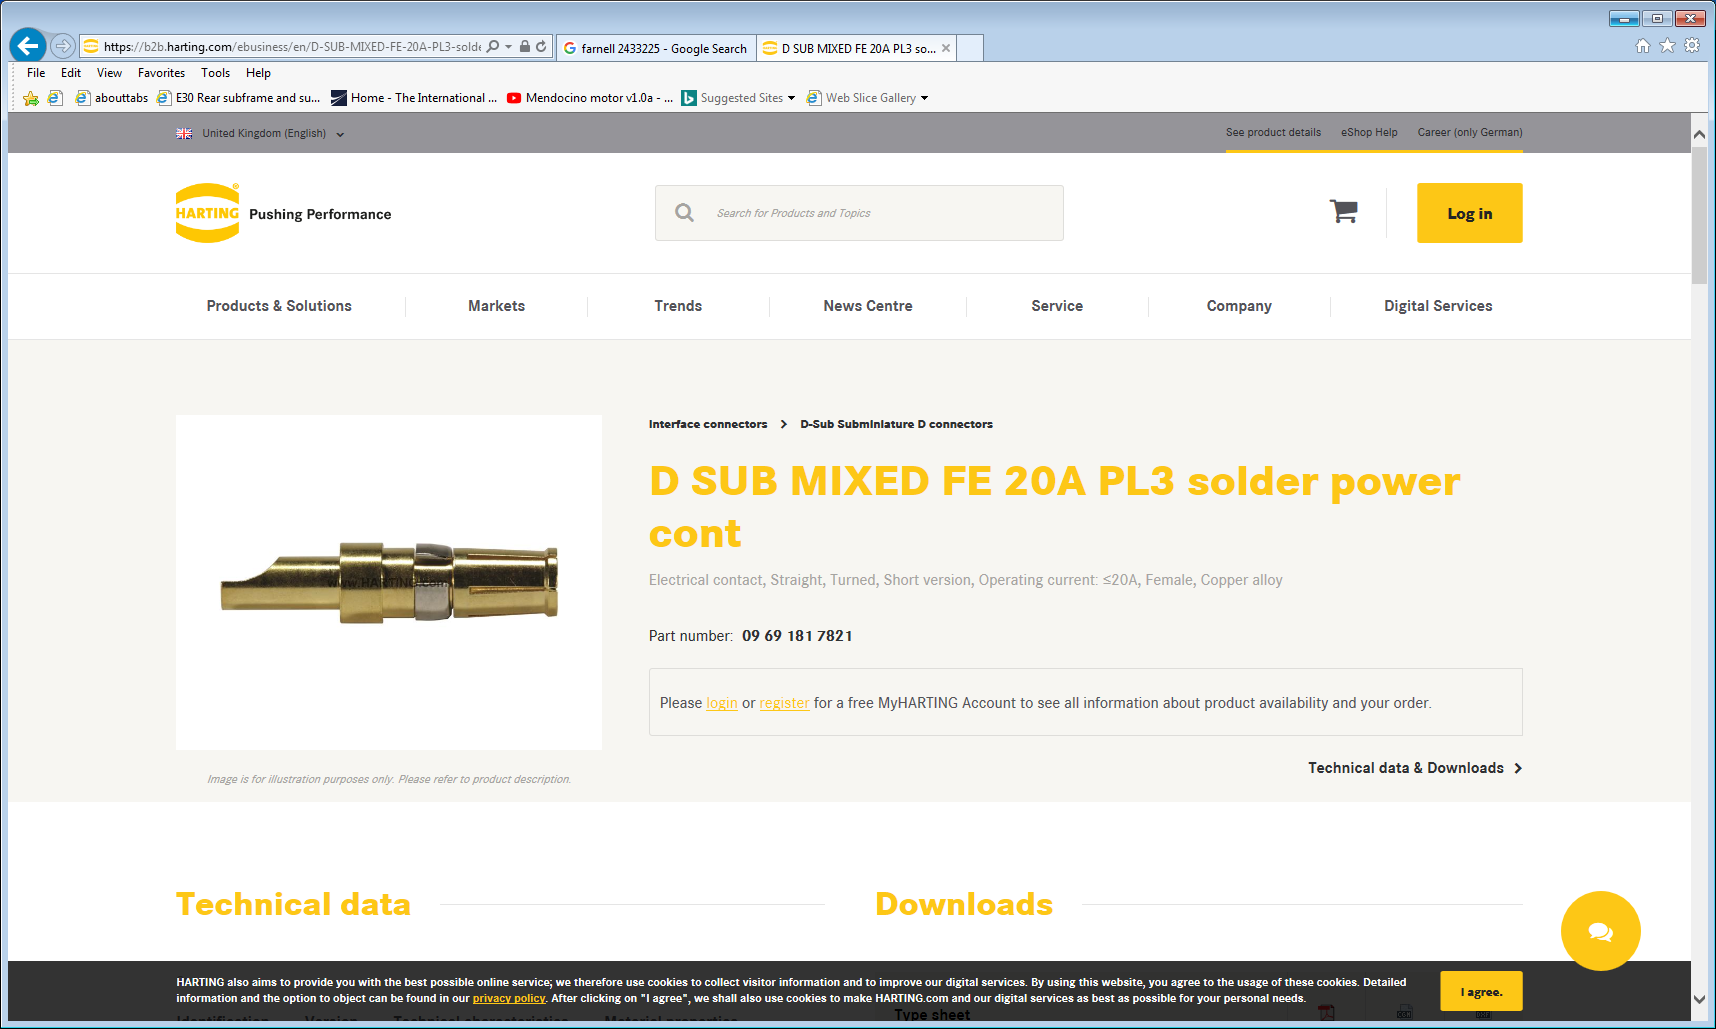 https://b2b.harting.com/ebusiness/en/D-SUB-MIXED-FE-20A-PL3-solde
farnell 2433225 - Google Search
D SUB MIXED FE 20A PL3 so...
File Edit View Favorites Tools Help
abouttabs
E30 Rear subframe and su...
Home - The International ...
Mendocino motor v1.0a - ...
Suggested Sites
Web Slice Gallery
United Kingdom (English)
See product details eShop Help Career (only German)
HARTING
Pushing Performance
Search for Products and Topics
Log in
Products & Solutions Markets Trends News Centre Service Company Digital Services
Interface connectors > D-Sub Subminiature D connectors
D SUB MIXED FE 20A PL3 solder power
cont
Electrical contact, Straight, Turned, Short version, Operating current: ≤20A, Female, Copper alloy
www.HARTING.com
Part number: 09 69 181 7821
Please login or register for a free MyHARTING Account to see all information about product availability and your order.
Technical data & Downloads >
Image is for illustration purposes only. Please refer to product description.
Technical data
Downloads
HARTING also aims to provide you with the best possible online service; we therefore use cookies to collect visitor information and to improve our digital services. By using this website, you agree to the usage of these cookies. Detailed
information and the option to object can be found in our privacy policy. After clicking on "I agree", we shall also use cookies to make HARTING.com and our digital services as best as possible for your personal needs.
I agree.
Identification Version Technical characteristics Material properties
Type sheet